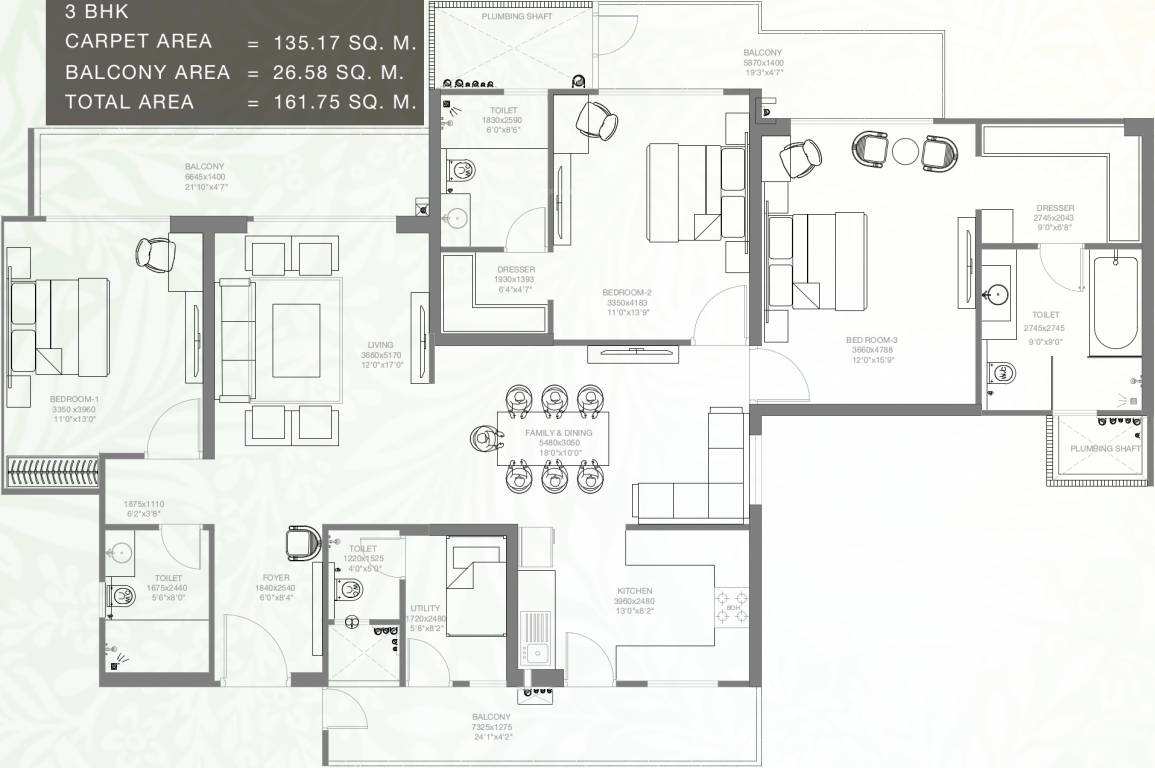 3 BHK
CARPET AREA = 135.17 SQ. M.
BALCONY AREA = 26.58 SQ. M.
TOTAL AREA = 161.75 SQ. M.
PLUMBING SHAFT
BALCONY
5870x1400
19'3"x4'7"
TOILET
1830x2590
6'0"x8'6"
BALCONY
6645x1400
21'10"x4'7"
DRESSER
2745x2043
9'0"x6'8"
DRESSER
1930x1393
6'4"x4'7"
BEDROOM-2
3350x4183
11'0"x13'9"
TOILET
2745x2745
9'0"x9'0"
LIVING
3660x5170
12'0"x17'0"
BED ROOM-3
3660x4788
12'0"x15'9"
BEDROOM-1
3350 x3960
11'0"x13'0"
FAMILY & DINING
5480x3050
18'0"x10'0"
PLUMBING SHAFT
1875x1110
6'2"x3'8"
TOILET
1220x1525
4'0"x5'0"
TOILET
1675x2440
5'6"x8'0"
FOYER
1840x2540
6'0"x8'4"
UTILITY
1720x2480
5'8"x8'2"
KITCHEN
3960x2480
13'0"x8'2"
BALCONY
7325x1275
24'1"x4'2"